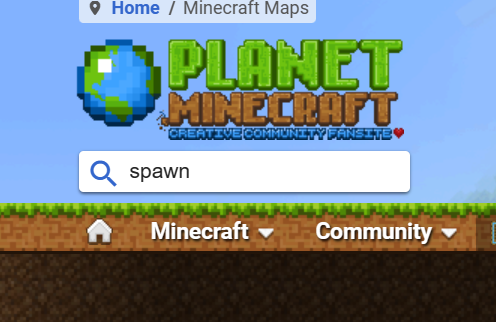 Home / Minecraft Maps
PLANET
MINECRAFT
CREATIVE COMMUNITY FANSITE
spawn
Minecraft Community